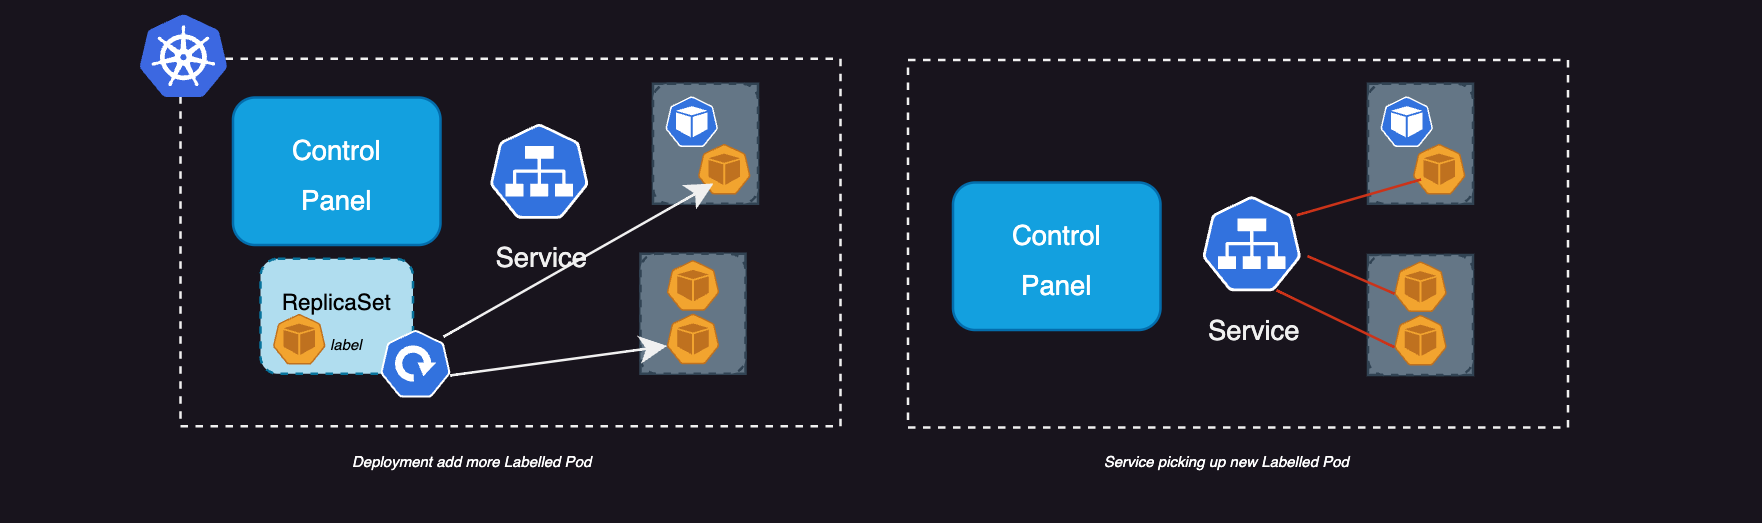 Control
Panel
Service
ReplicaSet
label
Deployment add more Labelled Pod
Control
Panel
Service
Service picking up new Labelled Pod